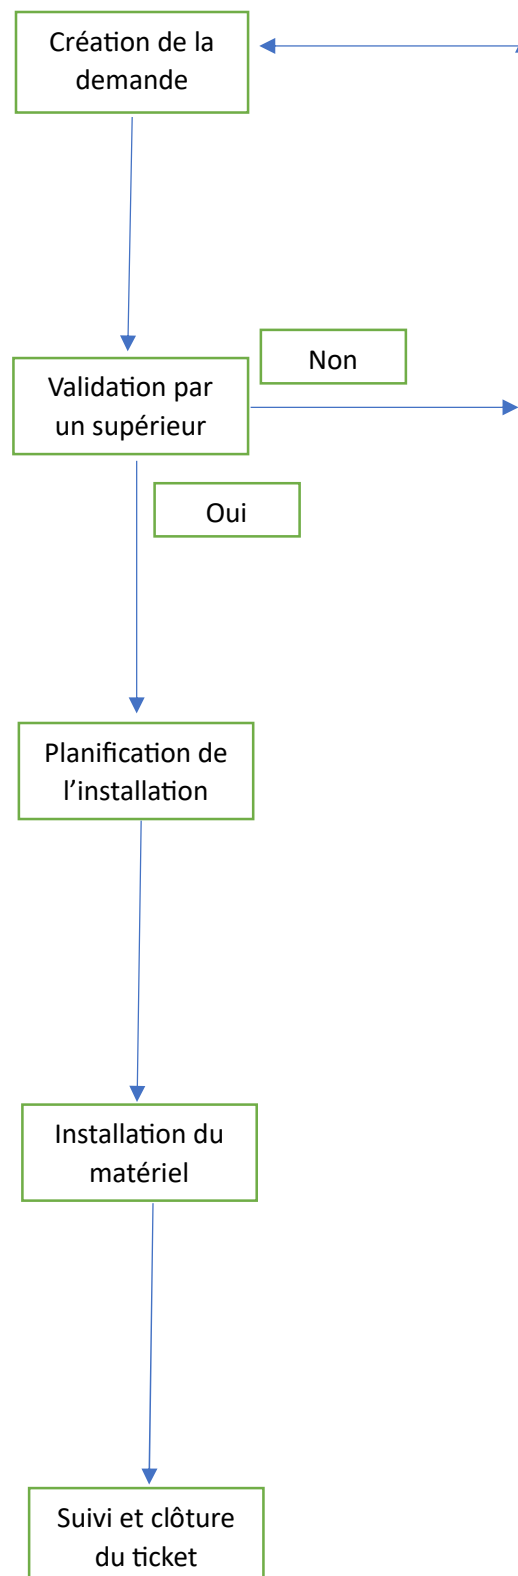 Création de la
demande
Non
Validation par
un supérieur
Oui
Planification de
l’installation
Installation du
matériel
Suivi et clôture
du ticket